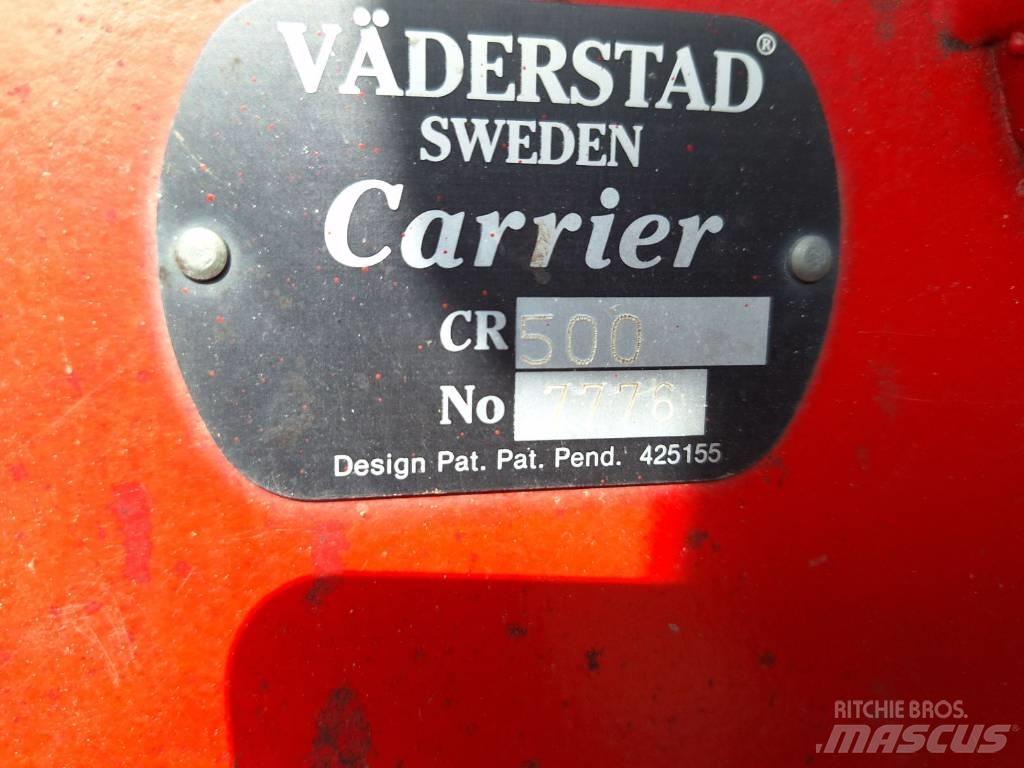 VÄDERSTAD®
SWEDEN
Carrier
CR 500
No 7776
Design Pat. Pat. Pend. 425155
RITCHIE BROS.
MASCUS